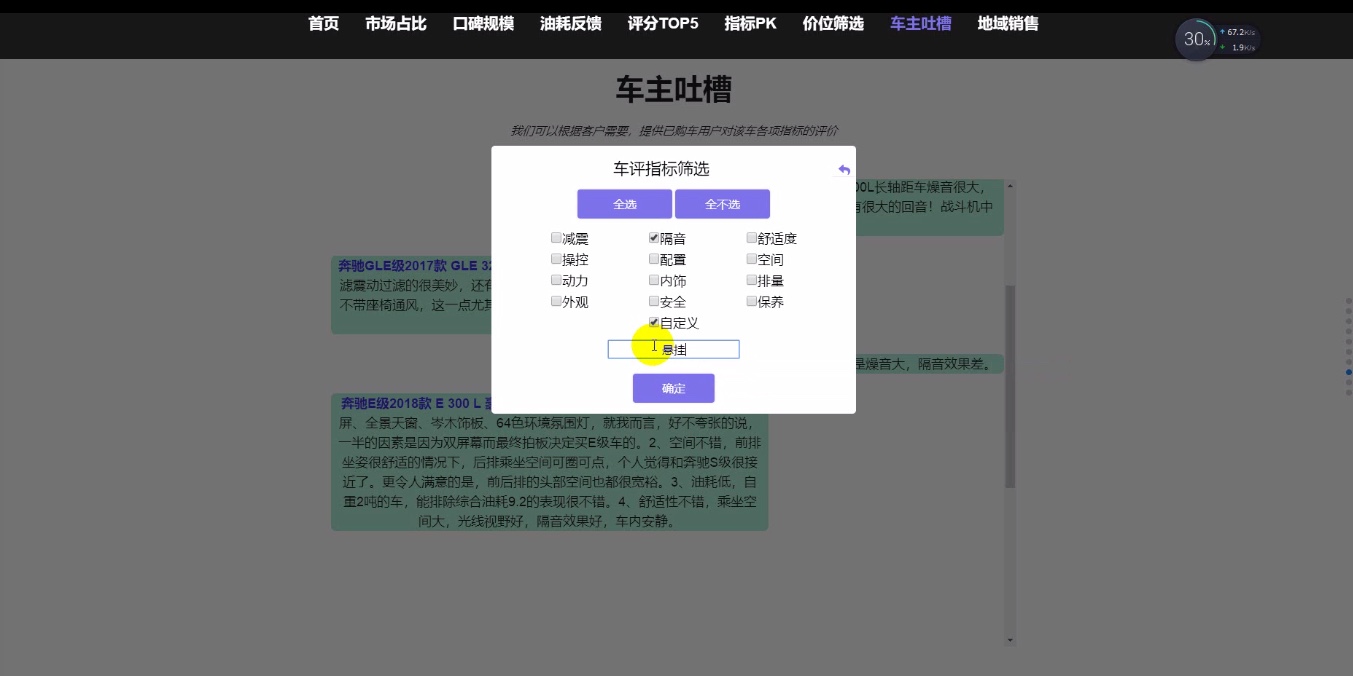 首页 市场占比 口碑规模 油耗反馈 评分TOP5 指标PK 价位筛选 车主吐槽 地域销售
30% 67.2K/s
1.9K/s
车主吐槽
我们可以根据客户需要，提供已购车用户对该车各项指标的评价
车评指标筛选
全选 全不选
减震 隔音 舒适度
操控 配置 空间
动力 内饰 排量
外观 安全 保养
自定义
悬挂
确定
00L长轴距车燥音很大，
有很大的回音！战斗机中
奔驰GLE级2017款 GLE 32
滤震动过滤的很美妙，还有
不带座椅通风，这一点尤其
是燥音大，隔音效果差。
奔驰E级2018款 E 300 L
屏、全景天窗、岑木饰板、64色环境氛围灯，就我而言，好不夸张的说，
一半的因素是因为双屏幕而最终拍板决定买E级车的。2、空间不错，前排
坐姿很舒适的情况下，后排乘坐空间可圈可点，个人觉得和奔驰S级很接
近了。更令人满意的是，前后排的头部空间也都很宽裕。3、油耗低，自
重2吨的车，能排除综合油耗9.2的表现很不错。4、舒适性不错，乘坐空
间大，光线视野好，隔音效果好，车内安静。